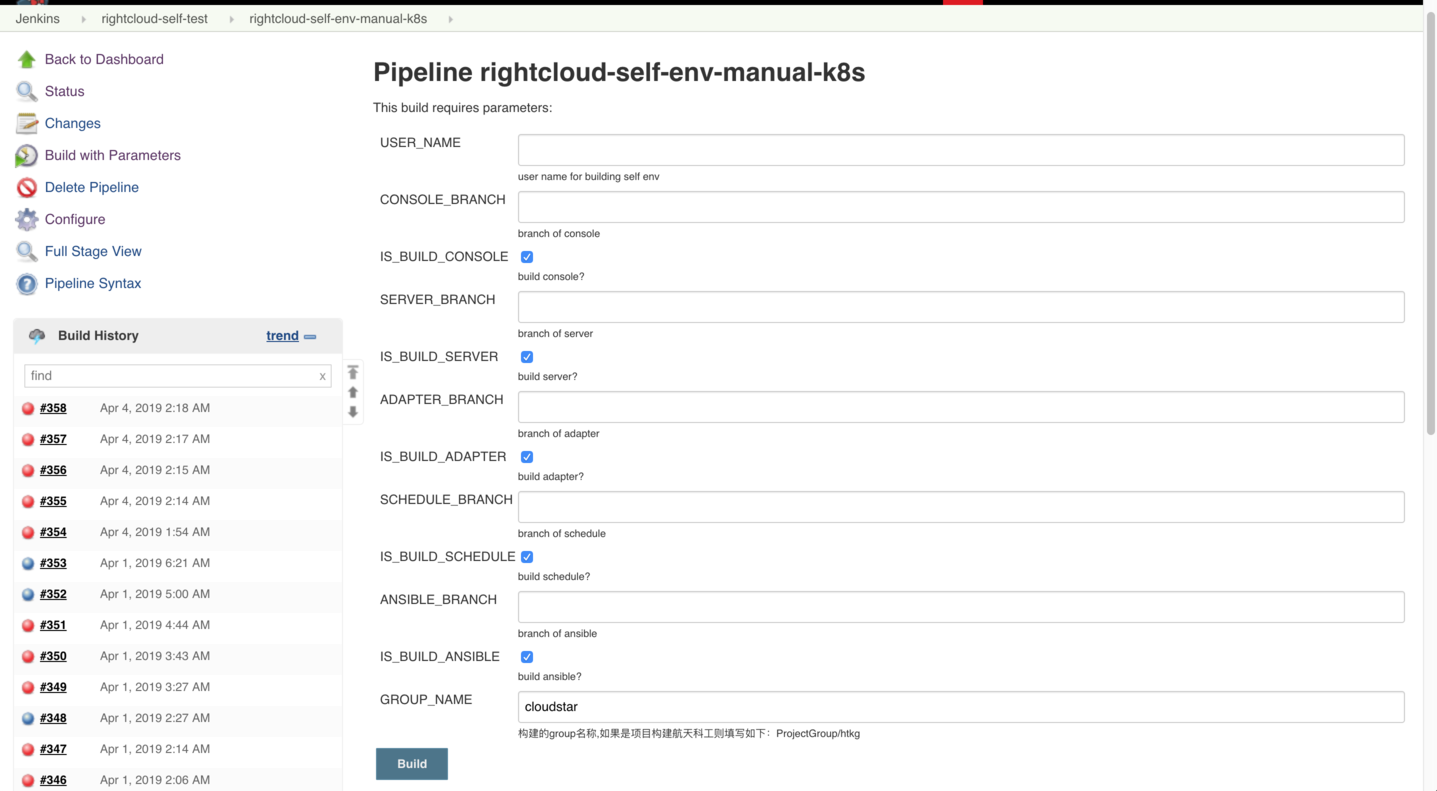 Jenkins rightcloud-self-test rightcloud-self-env-manual-k8s
Back to Dashboard
Status
Changes
Build with Parameters
Delete Pipeline
Configure
Full Stage View
Pipeline Syntax
Build History trend
find x
#358 Apr 4, 2019 2:18 AM
#357 Apr 4, 2019 2:17 AM
#356 Apr 4, 2019 2:15 AM
#355 Apr 4, 2019 2:14 AM
#354 Apr 4, 2019 1:54 AM
#353 Apr 1, 2019 6:21 AM
#352 Apr 1, 2019 5:00 AM
#351 Apr 1, 2019 4:44 AM
#350 Apr 1, 2019 3:43 AM
#349 Apr 1, 2019 3:27 AM
#348 Apr 1, 2019 2:27 AM
#347 Apr 1, 2019 2:14 AM
#346 Apr 1, 2019 2:06 AM
Pipeline rightcloud-self-env-manual-k8s
This build requires parameters:
USER_NAME
user name for building self env
CONSOLE_BRANCH
branch of console
IS_BUILD_CONSOLE
build console?
SERVER_BRANCH
branch of server
IS_BUILD_SERVER
build server?
ADAPTER_BRANCH
branch of adapter
IS_BUILD_ADAPTER
build adapter?
SCHEDULE_BRANCH
branch of schedule
IS_BUILD_SCHEDULE
build schedule?
ANSIBLE_BRANCH
branch of ansible
IS_BUILD_ANSIBLE
build ansible?
GROUP_NAME cloudstar
构建的group名称,如果是项目构建航天科工则填写如下：ProjectGroup/htkg
Build